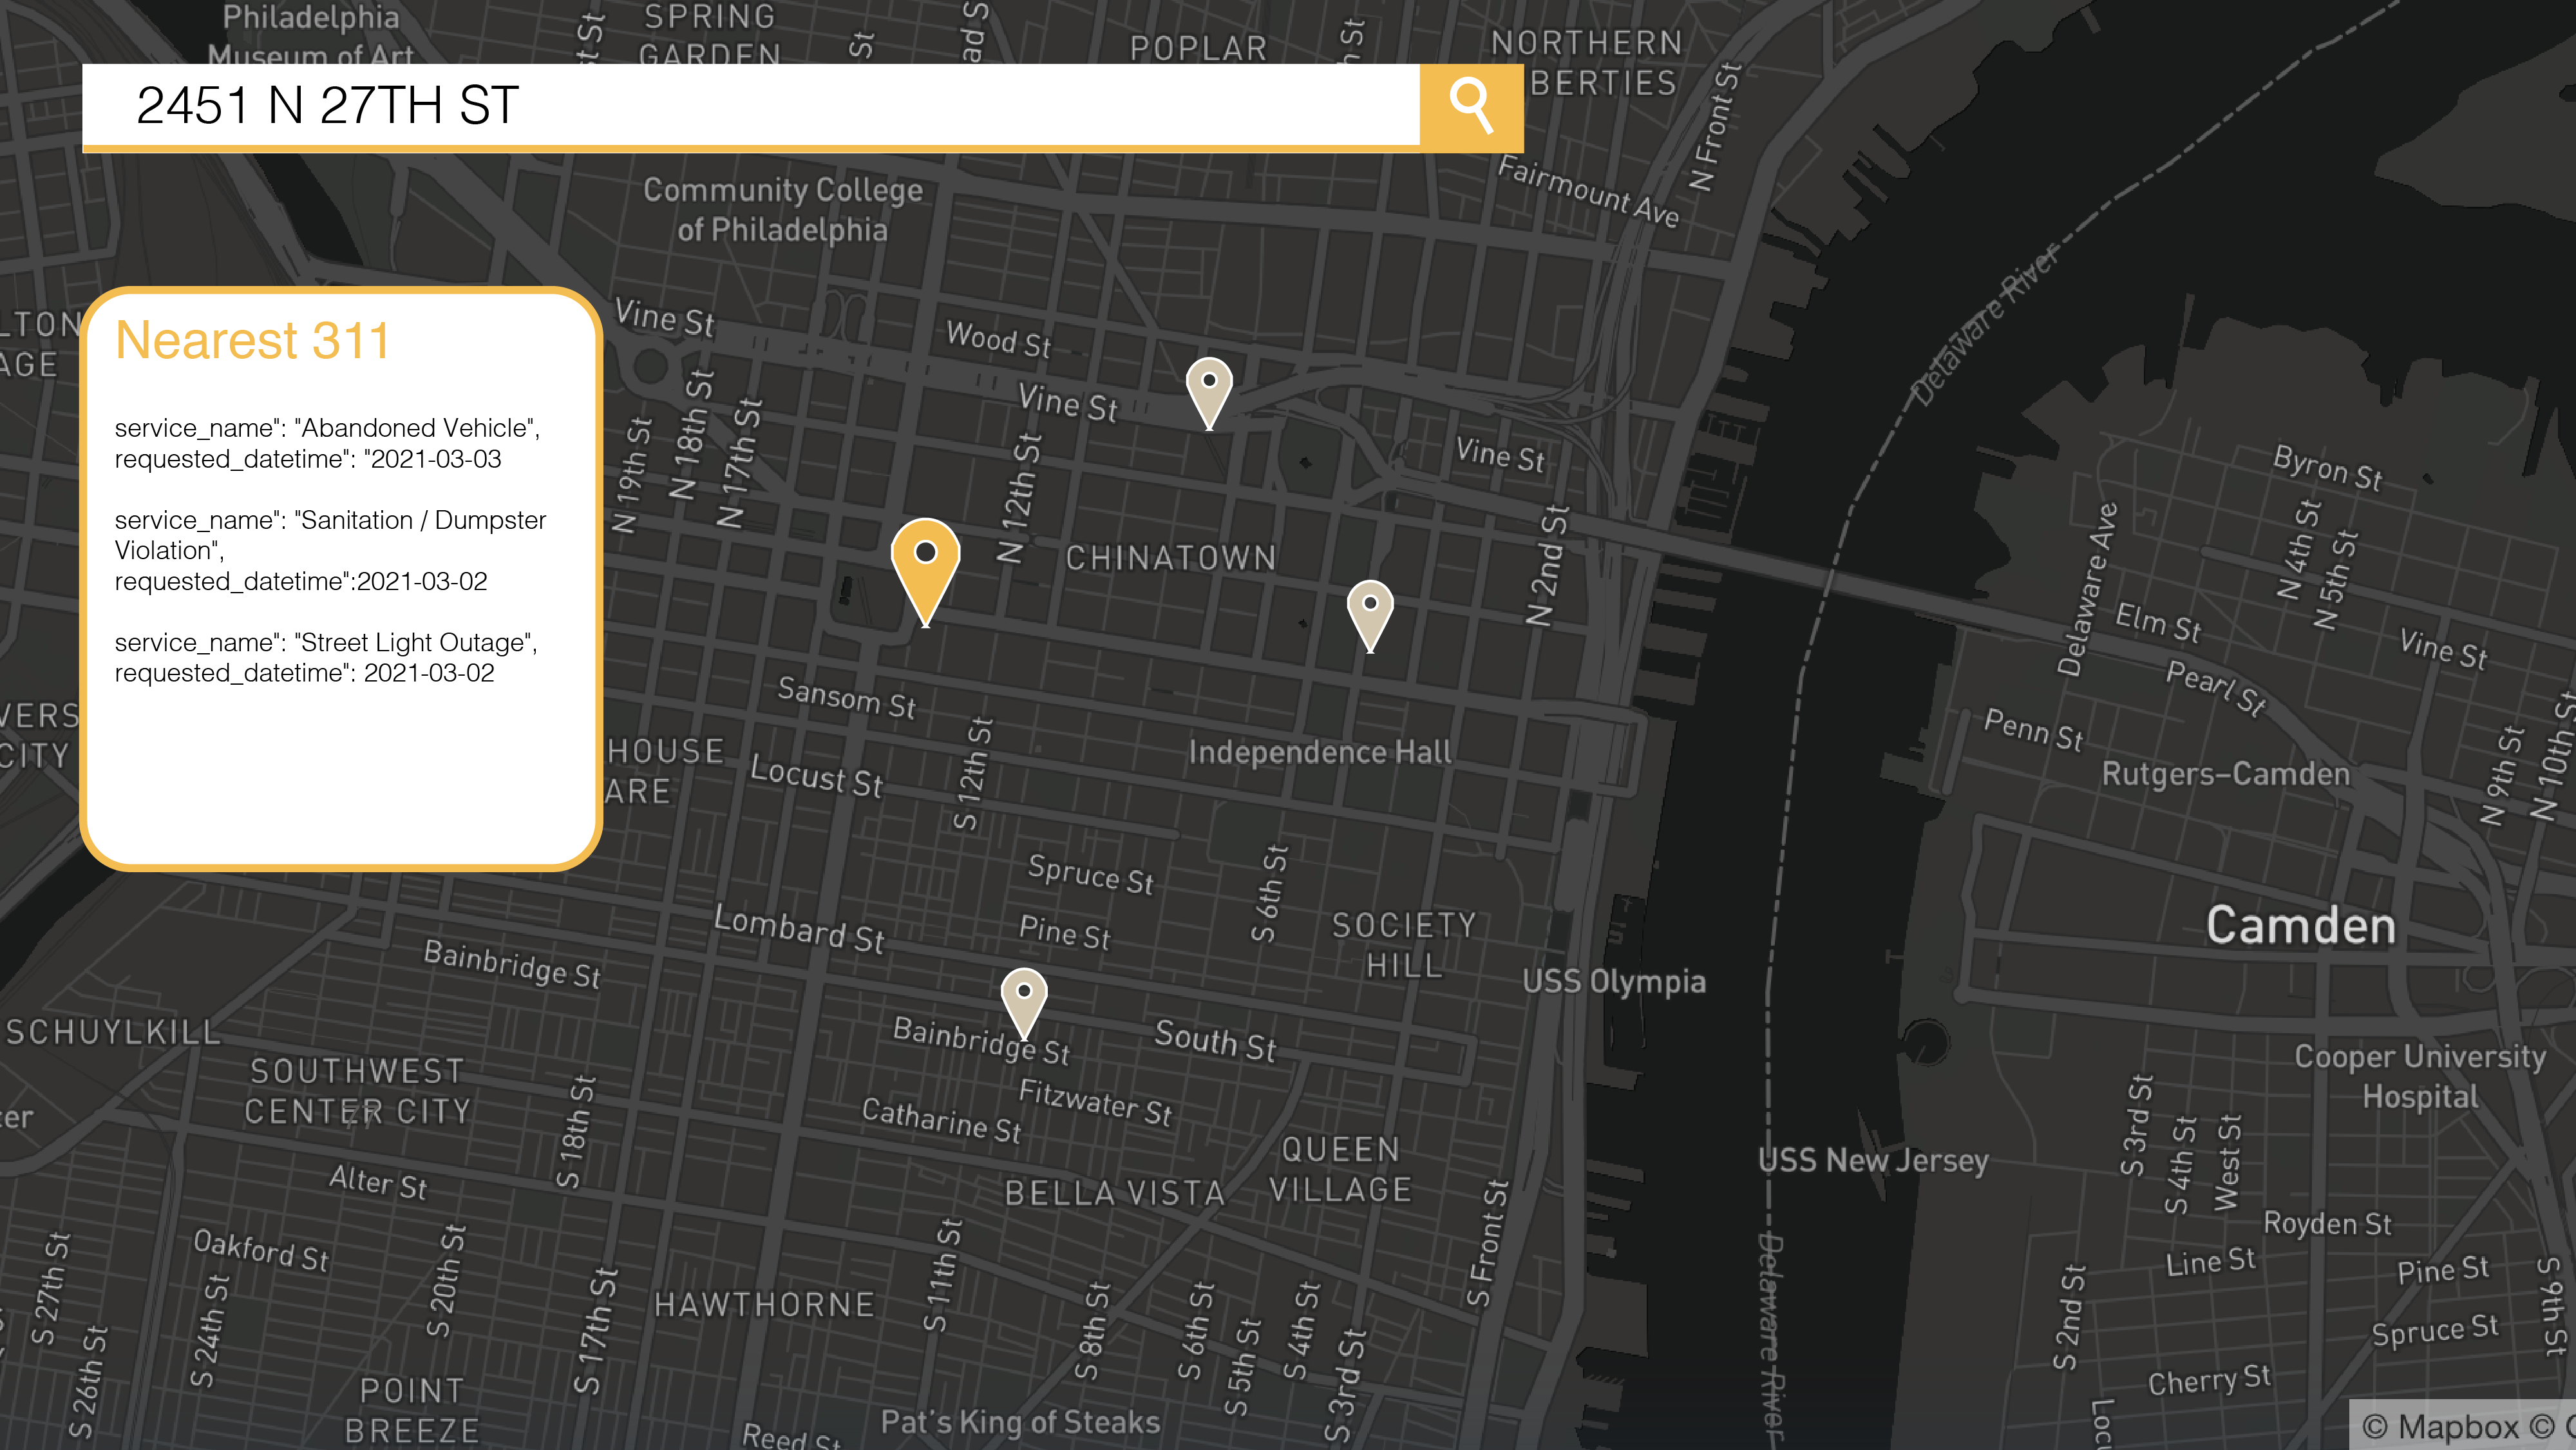 Philadelphia
Museum of Art
SPRING
GARDEN
St
POPLAR
NORTHERN
BERTIES
N Front St
2451 N 27TH ST
Fairmount Ave
Community College
of Philadelphia
Delaware River
LTON
AGE
Nearest 311
service_name": "Abandoned Vehicle",
requested_datetime": "2021-03-03
service_name": "Sanitation / Dumpster
Violation",
requested_datetime":2021-03-02
service_name": "Street Light Outage",
requested_datetime": 2021-03-02
Vine St
Wood St
Vine St
Vine St
N 19th St
N 18th St
N 17th St
N 12th St
CHINATOWN
N 2nd St
Byron St
N 4th St
N 5th St
Delaware Ave
Elm St
Vine St
Pearl St
Penn St
Rutgers–Camden
N 9th St
N 10th St
VERS
CITY
HOUSE
ARE
Sansom St
Locust St
S 12th St
Independence Hall
Spruce St
S 6th St
Pine St
Lombard St
SOCIETY
HILL
USS Olympia
Camden
Bainbridge St
Bainbridge St
South St
SCHUYLKILL
SOUTHWEST
CENTER CITY
cer
S 18th St
Catharine St
Fitzwater St
QUEEN
VILLAGE
BELLA VISTA
USS New Jersey
Cooper University
Hospital
S 3rd St
S 4th St
West St
Alter St
Oakford St
S 27th St
S 26th St
S 24th St
S 20th St
S 17th St
HAWTHORNE
S 11th St
S 8th St
S 6th St
S 5th St
S 4th St
S 3rd St
S Front St
Delaware River
Royden St
Line St
Pine St
S 2nd St
Spruce St
S 9th St
Cherry St
Locu
POINT
BREEZE
Reed St
Pat's King of Steaks
© Mapbox ©